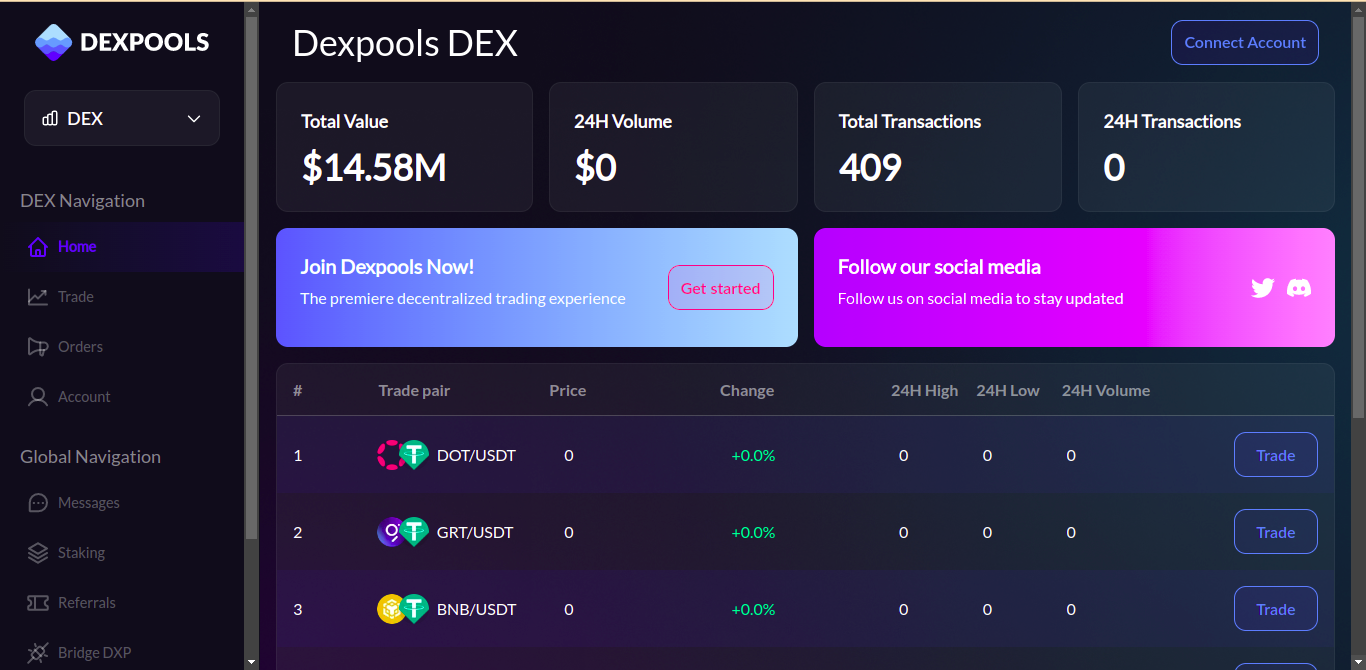 DEXPOOLS
DEX
DEX Navigation
Home
Trade
Orders
Account
Global Navigation
Messages
Staking
Referrals
Bridge DXP
Dexpools DEX
Connect Account
Total Value
$14.58M
24H Volume
$0
Total Transactions
409
24H Transactions
0
Join Dexpools Now!
The premiere decentralized trading experience
Get started
Follow our social media
Follow us on social media to stay updated
# Trade pair Price Change 24H High 24H Low 24H Volume
1 DOT/USDT 0 +0.0% 0 0 0 Trade
2 GRT/USDT 0 +0.0% 0 0 0 Trade
3 BNB/USDT 0 +0.0% 0 0 0 Trade